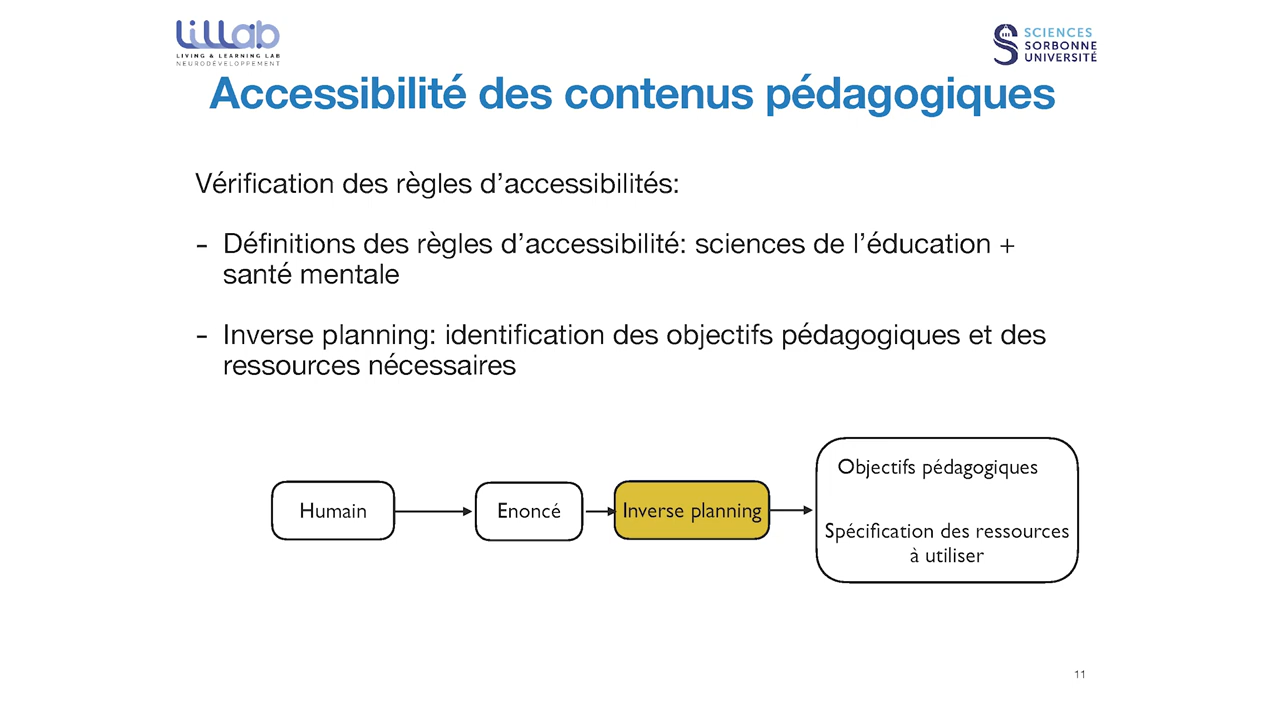 LiLLab
LIVING & LEARNING LAB
NEURODÉVELOPPEMENT
SCIENCES
SORBONNE
UNIVERSITÉ
Accessibilité des contenus pédagogiques
Vérification des règles d’accessibilités:
- Définitions des règles d’accessibilité: sciences de l’éducation +
santé mentale
- Inverse planning: identification des objectifs pédagogiques et des
ressources nécessaires
Humain
Enoncé
Inverse planning
Objectifs pédagogiques
Spécification des ressources
à utiliser
11